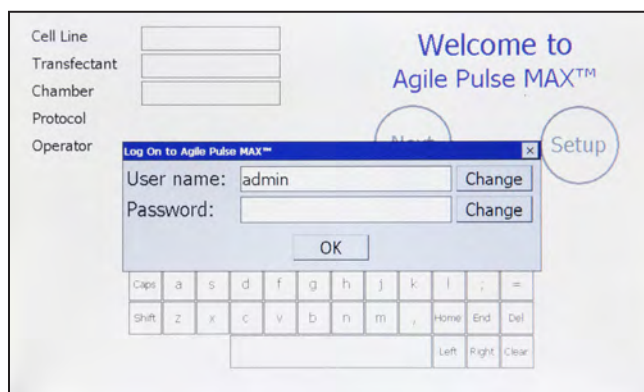 Cell Line
Transfectant
Chamber
Protocol
Operator
Welcome to
Agile Pulse MAX™
Setup
Log On to Agile Pulse MAX™
x
User name: admin Change
Password: Change
OK
Caps a s d f g h j k l ; =
Shift z x c v b n m , Home End Del
Left Right Clear